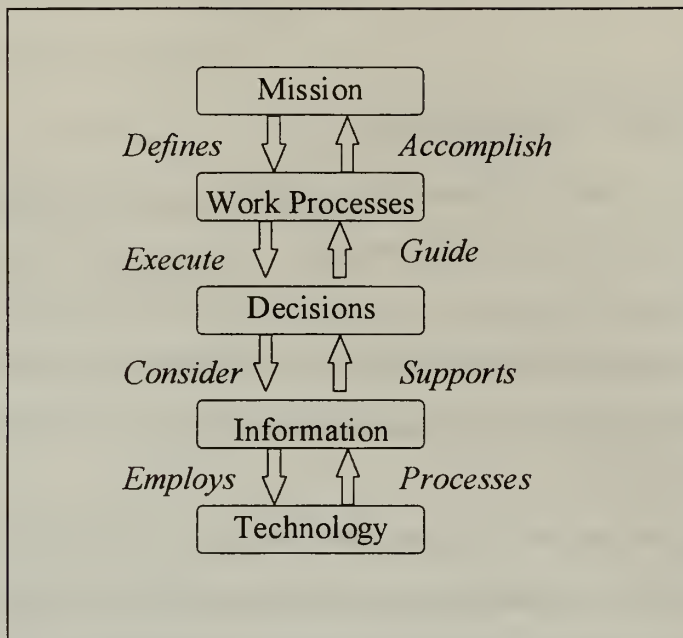 Mission
Defines Accomplish
Work Processes
Execute Guide
Decisions
Consider Supports
Information
Employs Processes
Technology